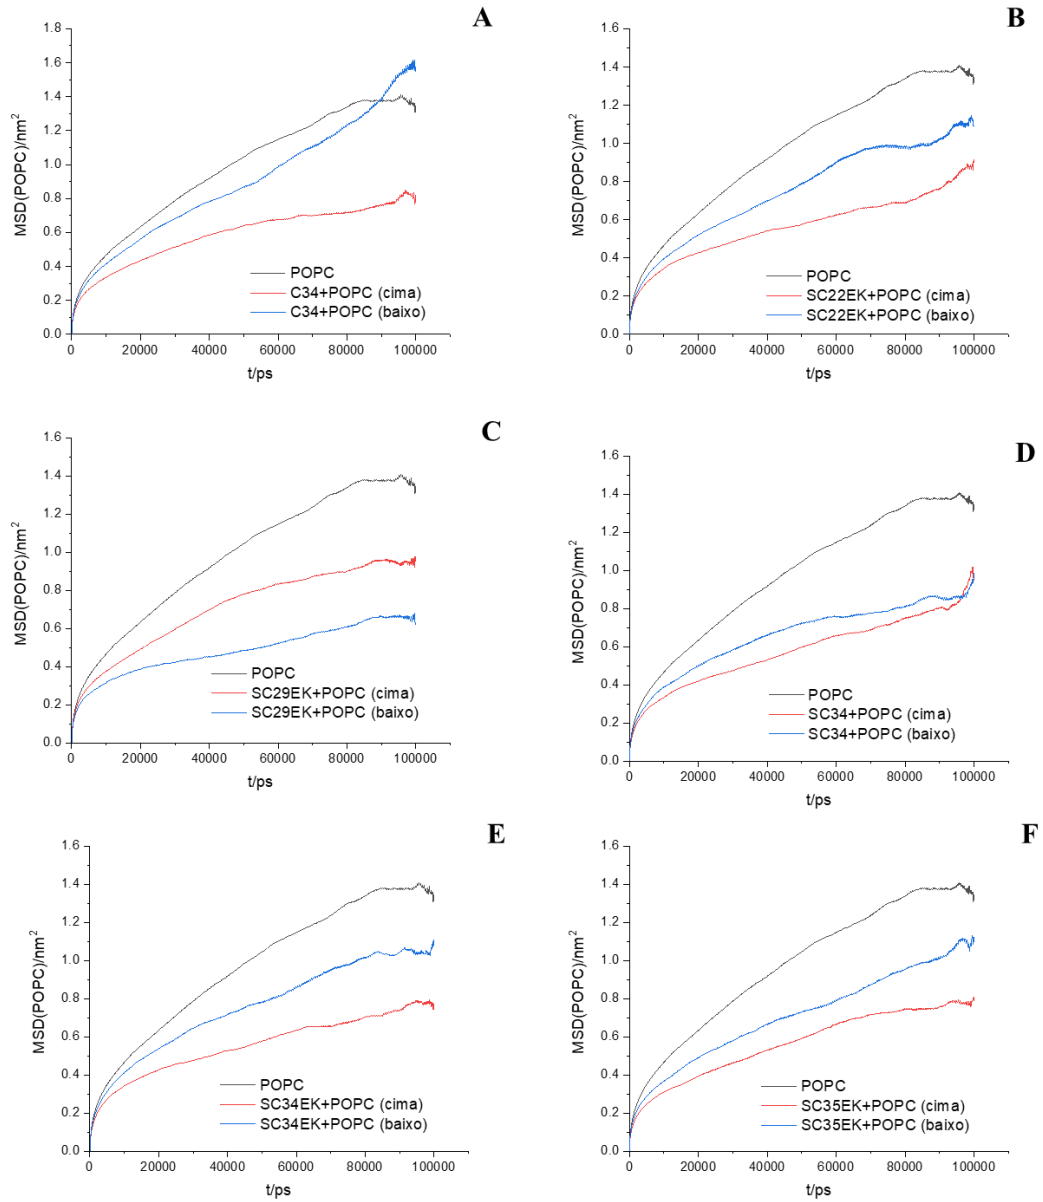 A
1.8
1.6
1.4
1.2
1.0
0.8
0.6
0.4
0.2
0.0
MSD(POPC)/nm²
POPC
C34+POPC (cima)
C34+POPC (baixo)
0 20000 40000 60000 80000 100000
t/ps
B
1.6
1.4
1.2
1.0
0.8
0.6
0.4
0.2
0.0
MSD(POPC)/nm²
POPC
SC22EK+POPC (cima)
SC22EK+POPC (baixo)
0 20000 40000 60000 80000 100000
t/ps
C
1.6
1.4
1.2
1.0
0.8
0.6
0.4
0.2
0.0
MSD(POPC)/nm²
POPC
SC29EK+POPC (cima)
SC29EK+POPC (baixo)
0 20000 40000 60000 80000 100000
t/ps
D
1.6
1.4
1.2
1.0
0.8
0.6
0.4
0.2
0.0
MSD(POPC)/nm²
POPC
SC34+POPC (cima)
SC34+POPC (baixo)
0 20000 40000 60000 80000 100000
t/ps
E
1.6
1.4
1.2
1.0
0.8
0.6
0.4
0.2
0.0
MSD(POPC)/nm²
POPC
SC34EK+POPC (cima)
SC34EK+POPC (baixo)
0 20000 40000 60000 80000 100000
t/ps
F
1.6
1.4
1.2
1.0
0.8
0.6
0.4
0.2
0.0
MSD(POPC)/nm²
POPC
SC35EK+POPC (cima)
SC35EK+POPC (baixo)
0 20000 40000 60000 80000 100000
t/ps